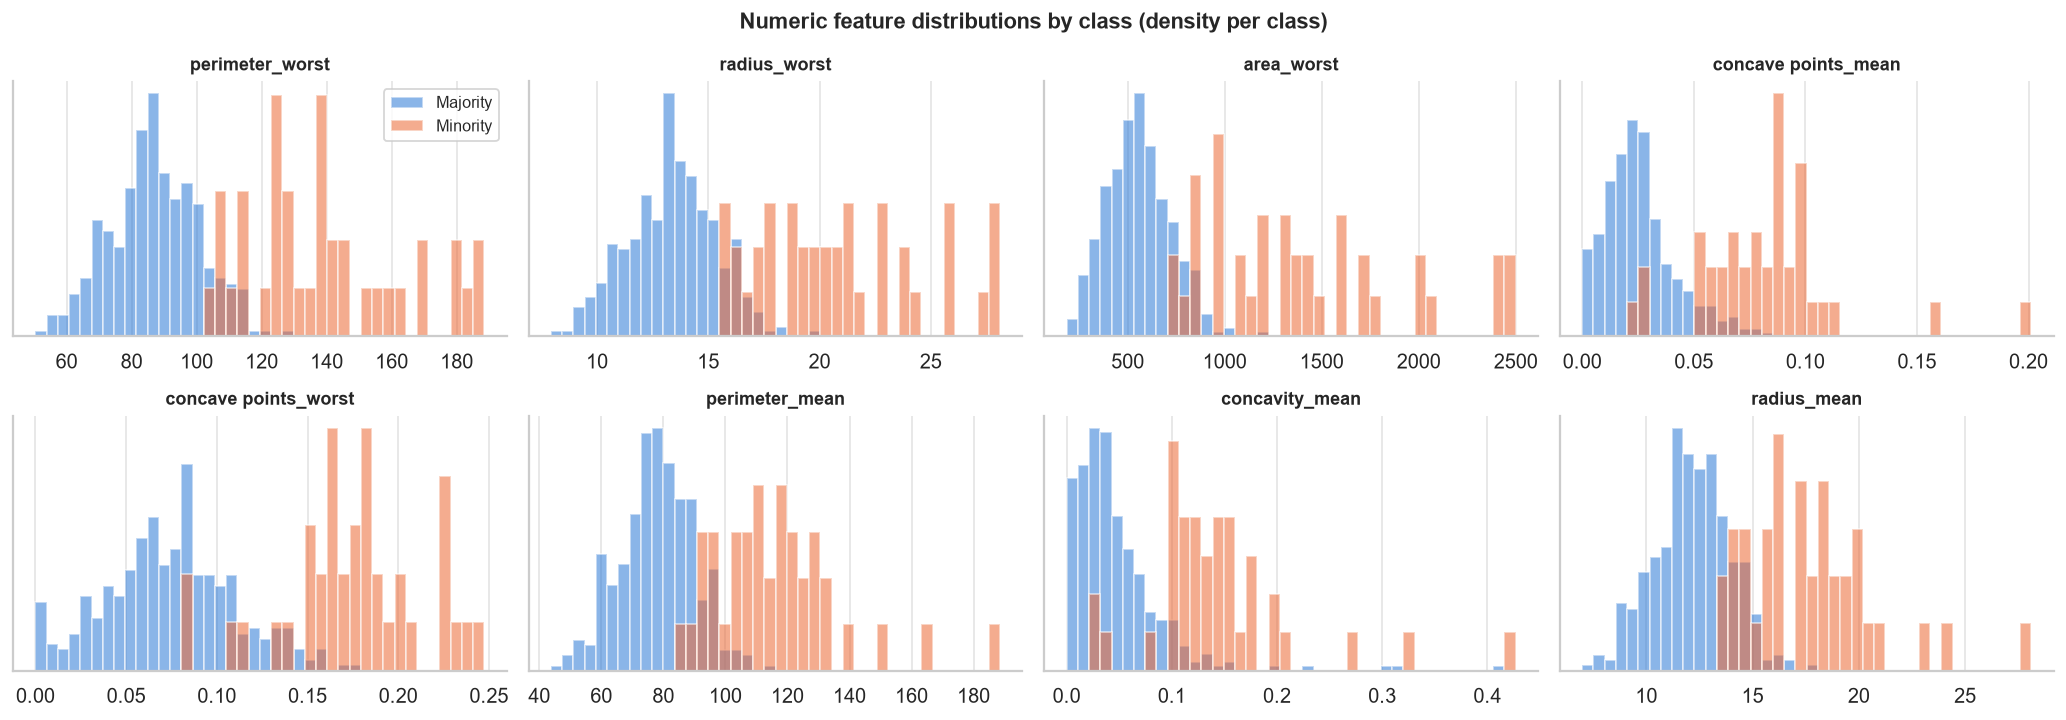 Numeric feature distributions by class (density per class)
perimeter_worst
Majority
Minority
60 80 100 120 140 160 180
radius_worst
10 15 20 25
area_worst
500 1000 1500 2000 2500
concave points_mean
0.00 0.05 0.10 0.15 0.20
concave points_worst
0.00 0.05 0.10 0.15 0.20 0.25
perimeter_mean
40 60 80 100 120 140 160 180
concavity_mean
0.0 0.1 0.2 0.3 0.4
radius_mean
10 15 20 25